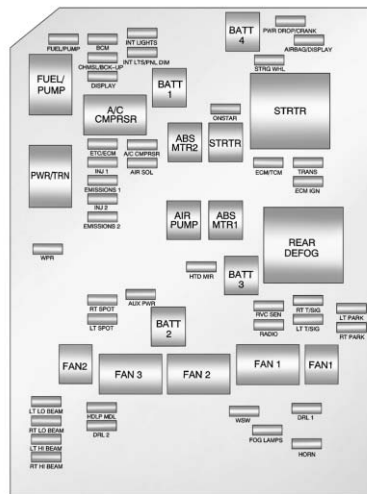 BATT
4
PWR DROP/CRANK
FUEL/PUMP
BCM
INT LIGHTS
AIRBAG/DISPLAY
CHMSL/BCK-UP
INT LTS/PNL DIM
STRG WHL
FUEL/
PUMP
DISPLAY
BATT
1
STRTR
A/C
CMPRSR
ONSTAR
ABS
MTR2
STRTR
ETC/ECM
A/C CMPRSR
INJ 1
AIR SOL
ECM/TCM
TRANS
PWR/TRN
EMISSIONS 1
ECM IGN
INJ 2
EMISSIONS 2
AIR
PUMP
ABS
MTR1
REAR
DEFOG
WPR
HTD MIR
BATT
3
RT SPOT
AUX PWR
RVC SEN
RT T/SIG
LT PARK
LT SPOT
BATT
2
RADIO
LT T/SIG
RT PARK
FAN2
FAN 3
FAN 2
FAN 1
FAN1
LT LO BEAM
HDLP MDL
WSW
DRL 1
RT LO BEAM
DRL 2
FOG LAMPS
LT HI BEAM
HORN
RT HI BEAM